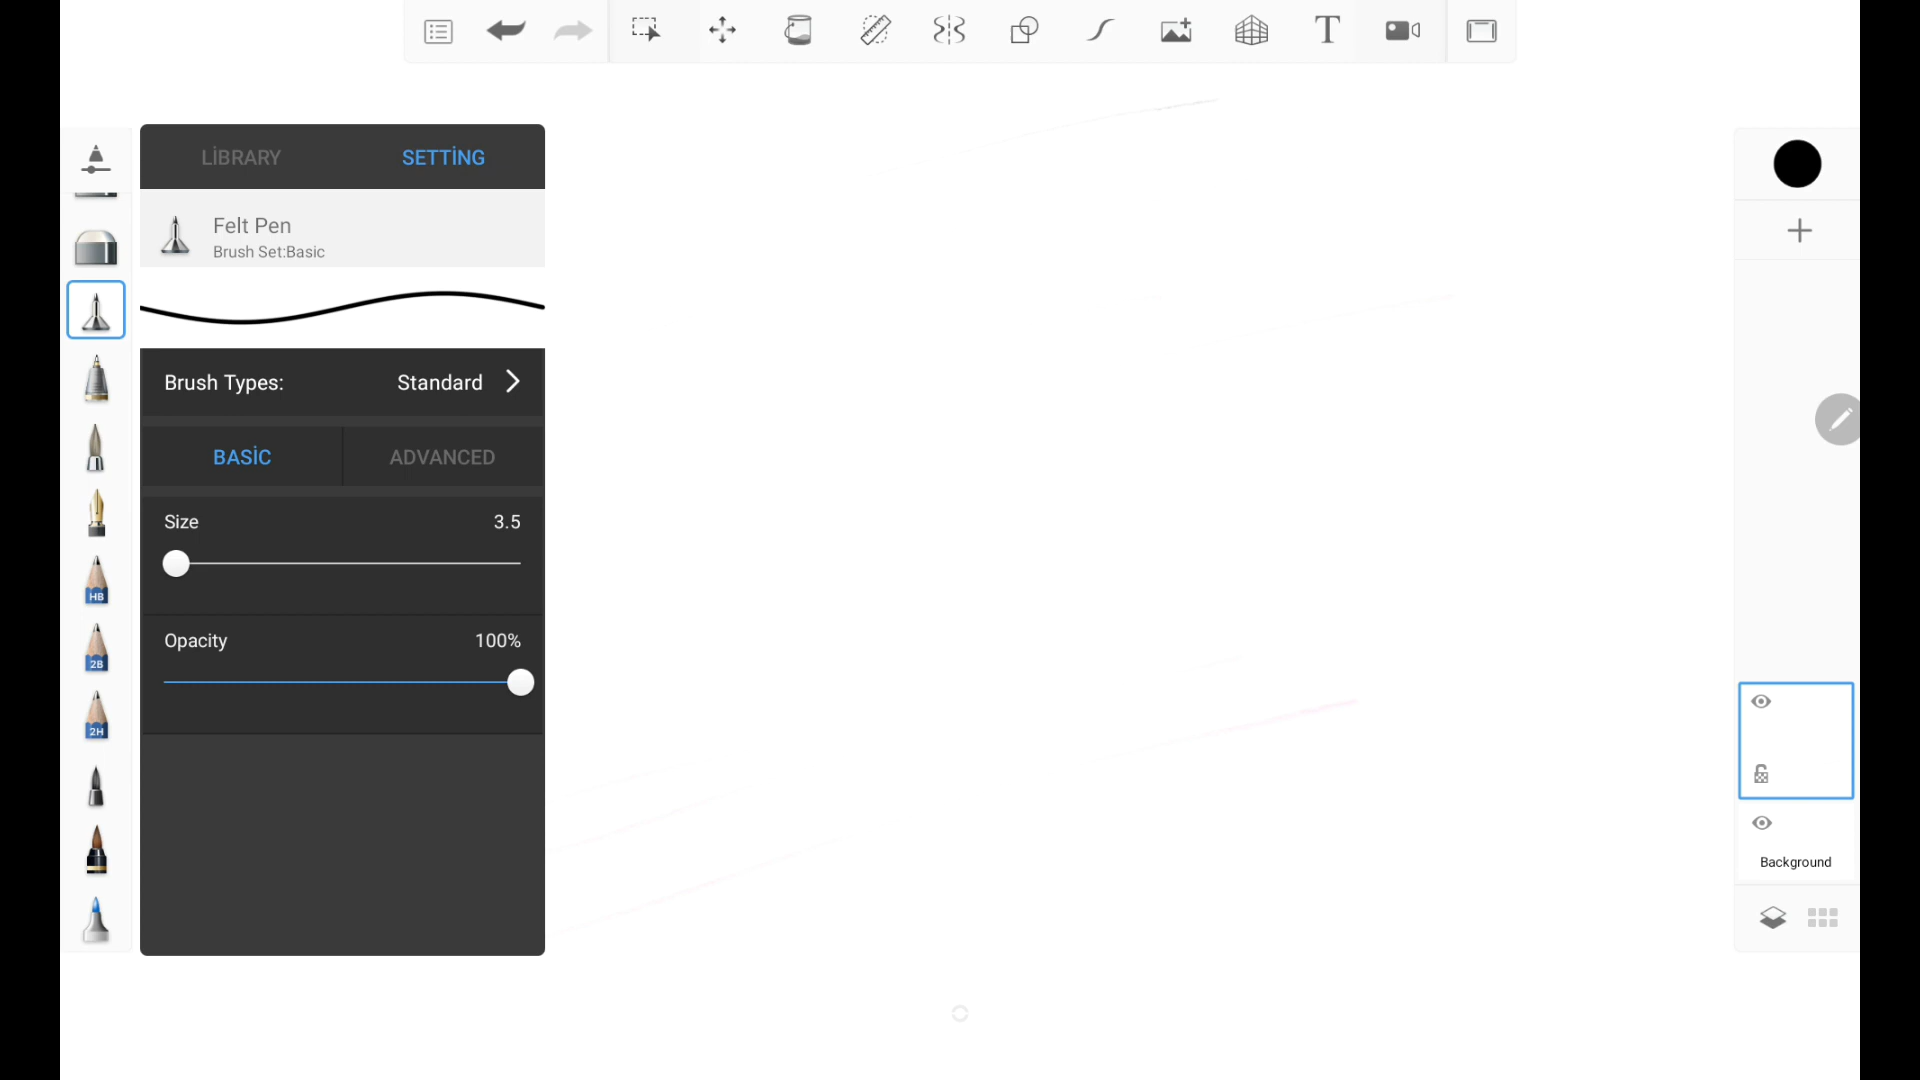 LİBRARY
SETTİNG
Felt Pen
Brush Set:Basic
Brush Types:
Standard
BASİC
ADVANCED
Size
3.5
Opacity
100%
HB
2B
2H
T
Background